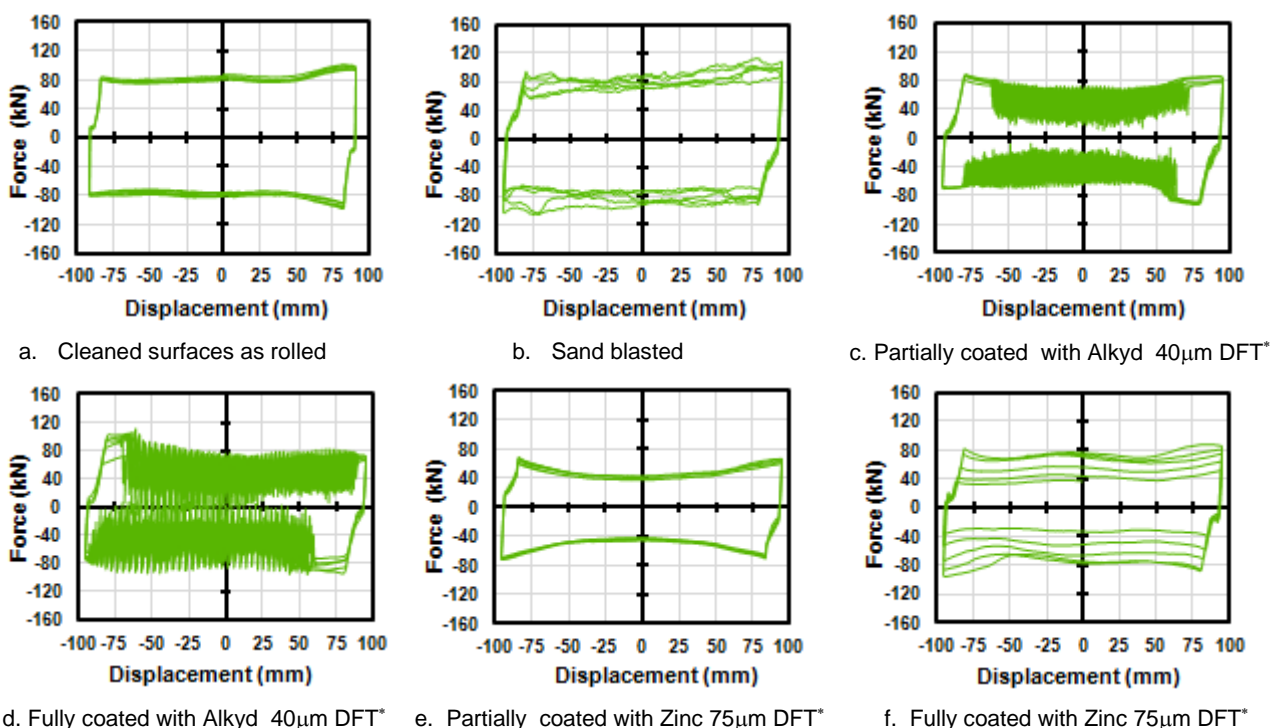 160
120
80
40
0
-40
-80
-120
-160
Force (kN)
-100 -75 -50 -25 0 25 50 75 100
Displacement (mm)
a. Cleaned surfaces as rolled
160
120
80
40
0
-40
-80
-120
-160
Force (kN)
-100 -75 -50 -25 0 25 50 75 100
Displacement (mm)
b. Sand blasted
160
120
80
40
0
-40
-80
-120
-160
Force (kN)
-100 -75 -50 -25 0 25 50 75 100
Displacement (mm)
c. Partially coated with Alkyd 40μm DFT*
160
120
80
40
0
-40
-80
-120
-160
Force (kN)
-100 -75 -50 -25 0 25 50 75 100
Displacement (mm)
d. Fully coated with Alkyd 40μm DFT*
160
120
80
40
0
-40
-80
-120
-160
Force (kN)
-100 -75 -50 -25 0 25 50 75 100
Displacement (mm)
e. Partially coated with Zinc 75μm DFT*
160
120
80
40
0
-40
-80
-120
-160
Force (kN)
-100 -75 -50 -25 0 25 50 75 100
Displacement (mm)
f. Fully coated with Zinc 75μm DFT*